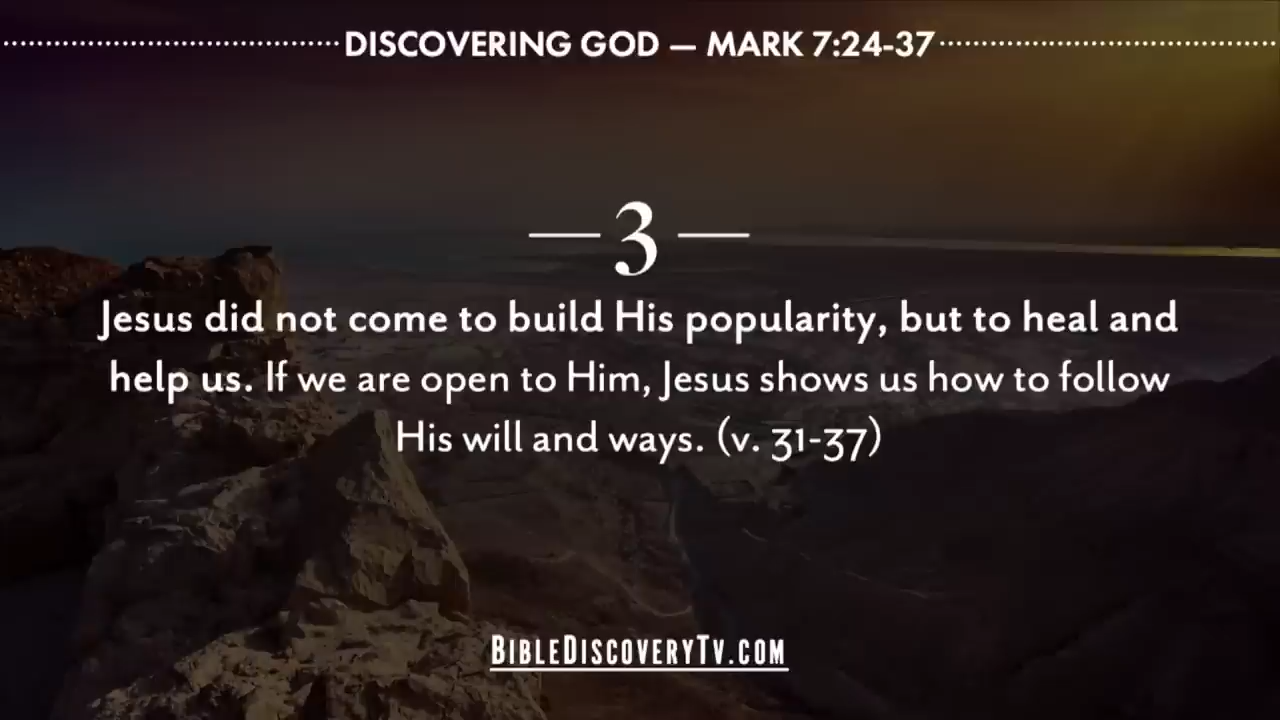 DISCOVERING GOD — MARK 7:24-37
— 3 —
Jesus did not come to build His popularity, but to heal and
help us. If we are open to Him, Jesus shows us how to follow
His will and ways. (v. 31-37)
BIBLEDISCOVERYTV.COM